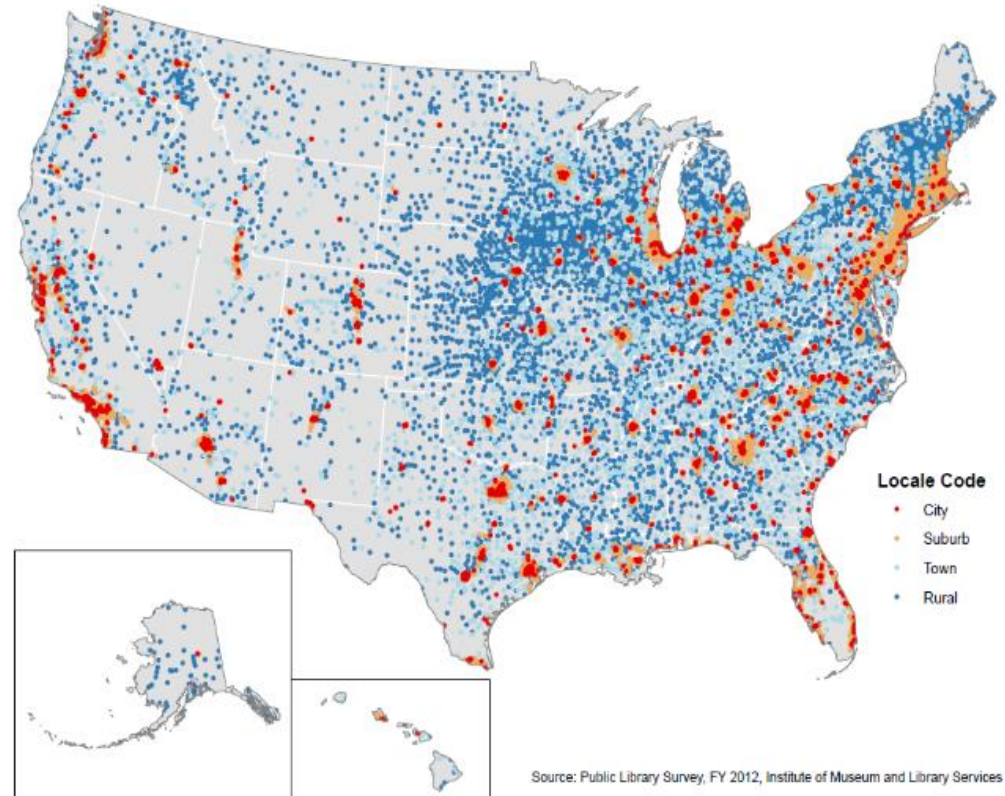 Locale Code
City
Suburb
Town
Rural
Source: Public Library Survey, FY 2012, Institute of Museum and Library Services